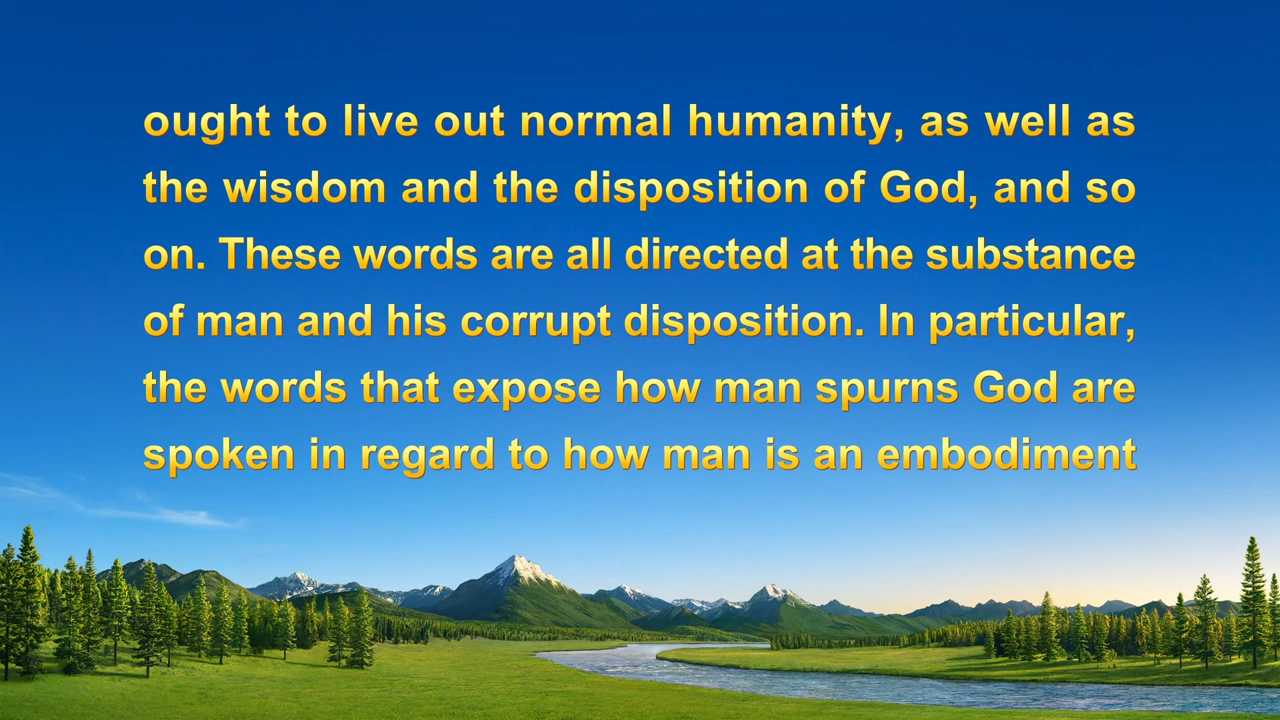 ought to live out normal humanity, as well as
the wisdom and the disposition of God, and so
on. These words are all directed at the substance
of man and his corrupt disposition. In particular,
the words that expose how man spurns God are
spoken in regard to how man is an embodiment